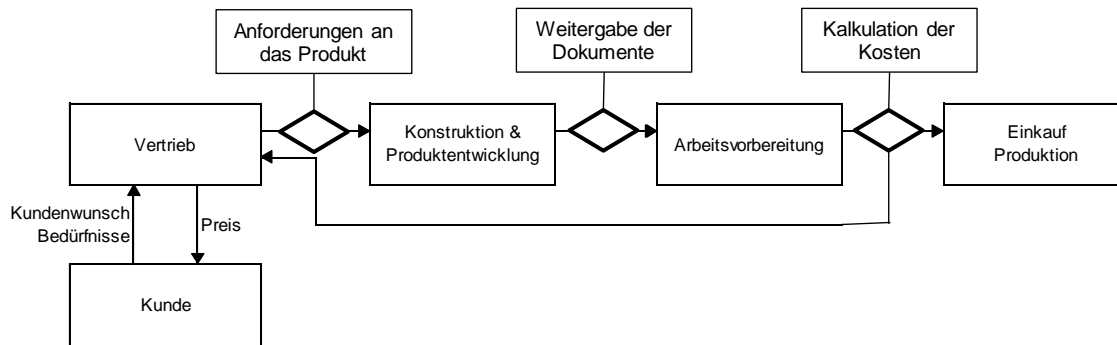 Anforderungen an
das Produkt
Weitergabe der
Dokumente
Kalkulation der
Kosten
Vertrieb
Konstruktion &
Produktentwicklung
Arbeitsvorbereitung
Einkauf
Produktion
Kundenwunsch
Bedürfnisse
Preis
Kunde